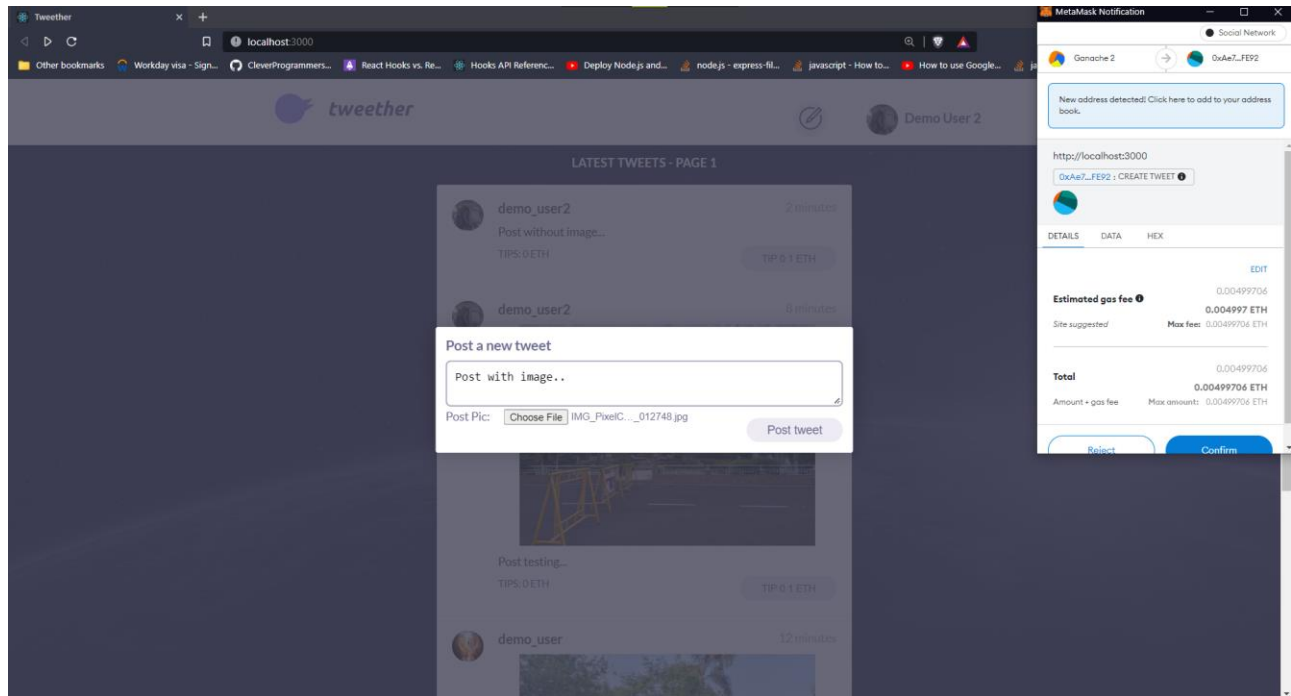 Tweether
localhost:3000
Other bookmarks
Workday visa - Sign...
CleverProgrammers...
React Hooks vs. Re...
Hooks API Referenc...
Deploy Node.js and...
node.js - express-fil...
javascript - How to...
How to use Google...
tweether
Demo User 2
LATEST TWEETS - PAGE 1
demo_user2
2 minutes
Post without image...
TIPS: 0 ETH
TIP 0.1 ETH
demo_user2
8 minutes
Post a new tweet
Post with image..
Post Pic:
Choose File
IMG_PixelC..._012748.jpg
Post tweet
Post testing...
TIPS: 0 ETH
TIP 0.1 ETH
demo_user
12 minutes
MetaMask Notification
Social Network
Ganache 2
0xAe7...FE92
New address detected! Click here to add to your address
book.
http://localhost:3000
0xAe7...FE92 : CREATE TWEET
DETAILS
DATA
HEX
EDIT
0.00499706
Estimated gas fee
0.004997 ETH
Site suggested
Max fee: 0.00499706 ETH
0.00499706
Total
0.00499706 ETH
Amount + gas fee
Max amount: 0.00499706 ETH
Reject
Confirm